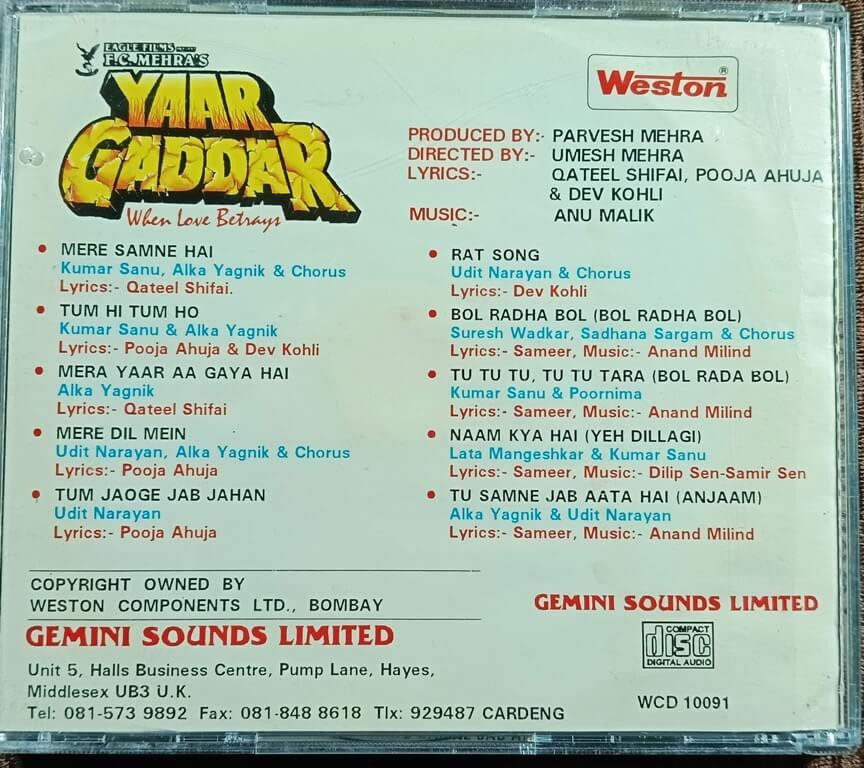 EAGLE FILMS
F.C. MEHRA'S
YAAR
GADDAR
When Love Betrays
Weston®
PRODUCED BY:- PARVESH MEHRA
DIRECTED BY:- UMESH MEHRA
LYRICS:- QATEEL SHIFAI, POOJA AHUJA
& DEV KOHLI
MUSIC:- ANU MALIK
• MERE SAMNE HAI
Kumar Sanu, Alka Yagnik & Chorus
Lyrics:- Qateel Shifai.
• TUM HI TUM HO
Kumar Sanu & Alka Yagnik
Lyrics:- Pooja Ahuja & Dev Kohli
• MERA YAAR AA GAYA HAI
Alka Yagnik
Lyrics:- Qateel Shifai
• MERE DIL MEIN
Udit Narayan, Alka Yagnik & Chorus
Lyrics:- Pooja Ahuja
• TUM JAOGE JAB JAHAN
Udit Narayan
Lyrics:- Pooja Ahuja
• RAT SONG
Udit Narayan & Chorus
Lyrics:- Dev Kohli
• BOL RADHA BOL (BOL RADHA BOL)
Suresh Wadkar, Sadhana Sargam & Chorus
Lyrics:- Sameer, Music:- Anand Milind
• TU TU TU, TU TU TARA (BOL RADA BOL)
Kumar Sanu & Poornima
Lyrics:- Sameer, Music:- Anand Milind
• NAAM KYA HAI (YEH DILLAGI)
Lata Mangeshkar & Kumar Sanu
Lyrics:- Sameer, Music:- Dilip Sen-Samir Sen
• TU SAMNE JAB AATA HAI (ANJAAM)
Alka Yagnik & Udit Narayan
Lyrics:- Sameer, Music:- Anand Milind
COPYRIGHT OWNED BY
WESTON COMPONENTS LTD., BOMBAY
GEMINI SOUNDS LIMITED
Unit 5, Halls Business Centre, Pump Lane, Hayes,
Middlesex UB3 U.K.
Tel: 081-573 9892 Fax: 081-848 8618 Tlx: 929487 CARDENG
GEMINI SOUNDS LIMITED
COMPACT
disc
DIGITAL AUDIO
WCD 10091